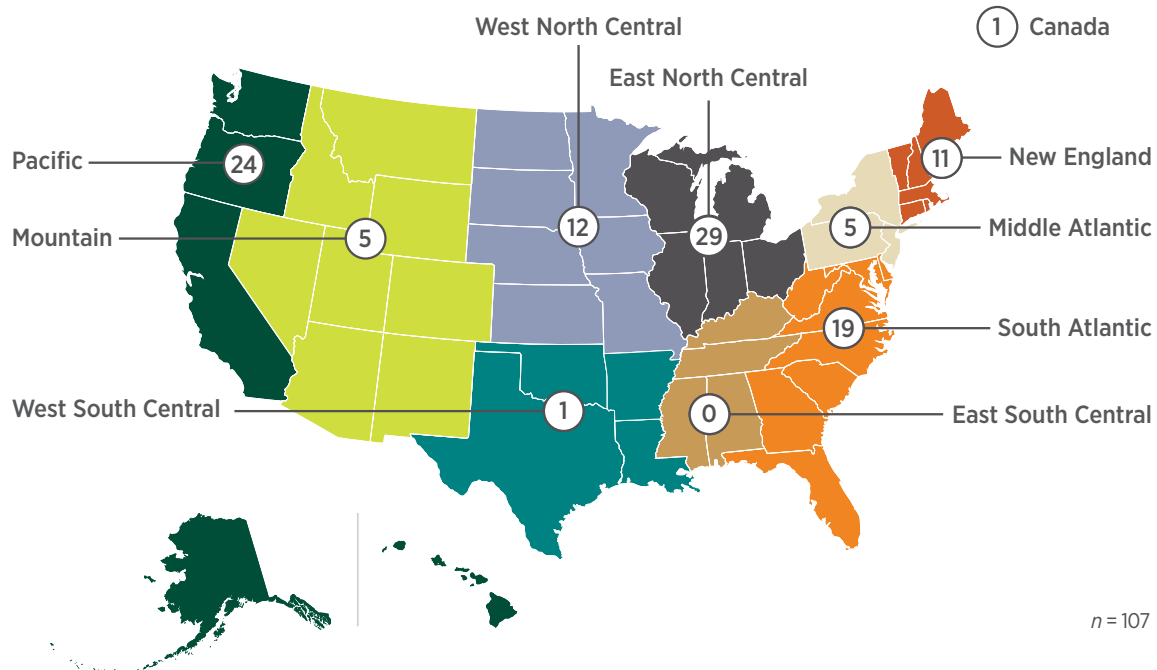 West North Central
1 Canada
East North Central
Pacific
24
11
New England
Mountain
5
12
29
5
Middle Atlantic
19
South Atlantic
West South Central
1
0
East South Central
n = 107